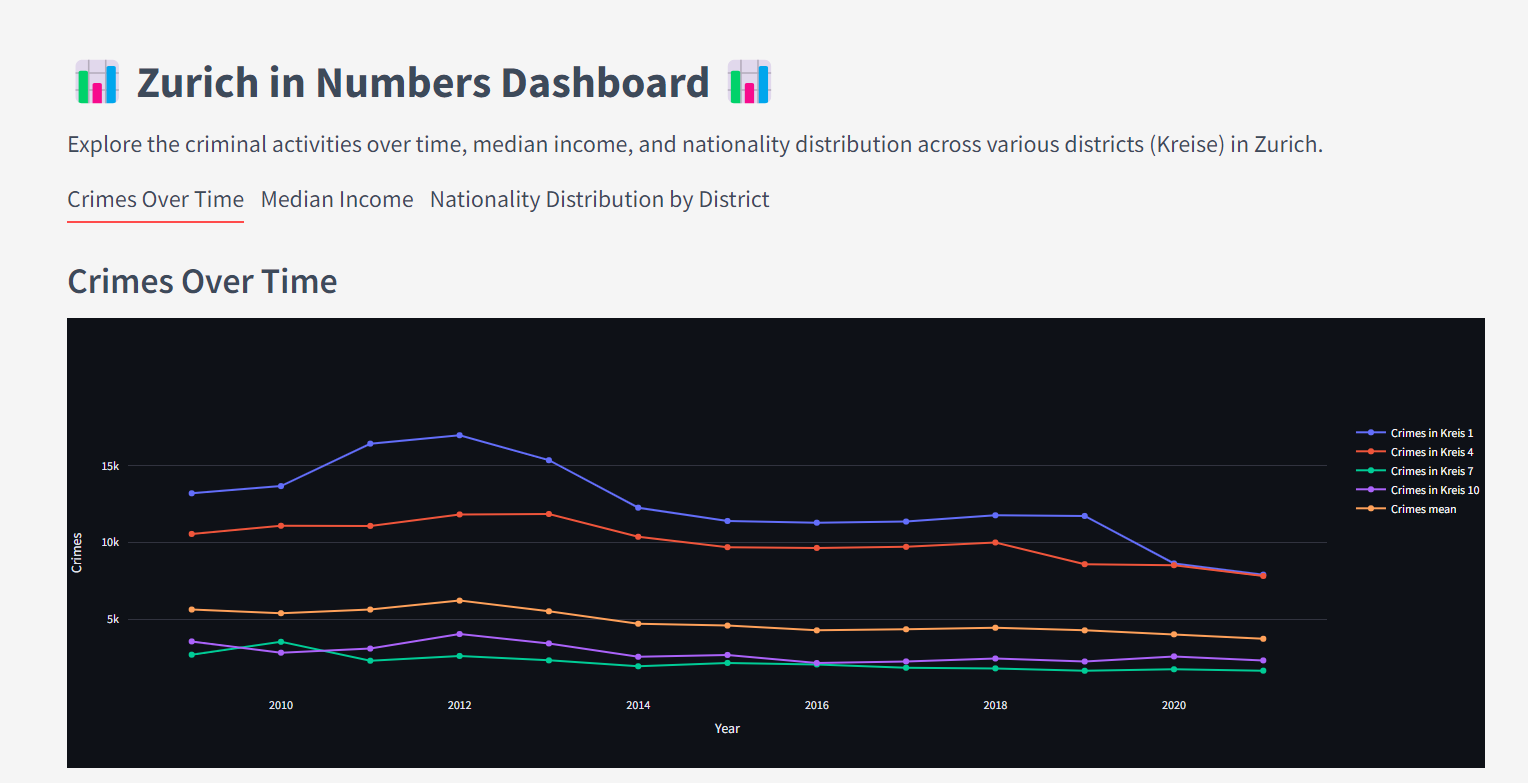 Zurich in Numbers Dashboard
Explore the criminal activities over time, median income, and nationality distribution across various districts (Kreise) in Zurich.
Crimes Over Time Median Income Nationality Distribution by District
Crimes Over Time
Crimes in Kreis 1
Crimes in Kreis 4
Crimes in Kreis 7
Crimes in Kreis 10
Crimes mean
15k
10k
5k
Crimes
2010 2012 2014 2016 2018 2020
Year